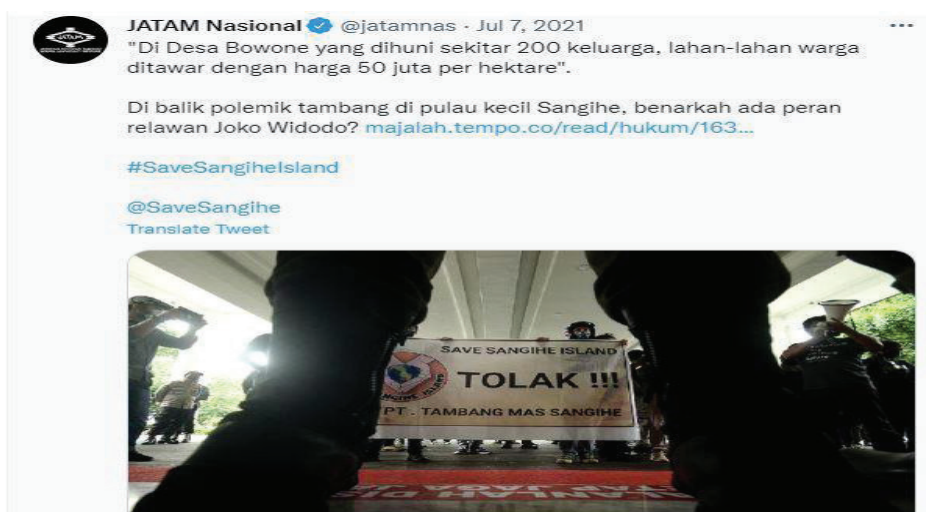 JATAM Nasional @jatamnas · Jul 7, 2021
"Di Desa Bowone yang dihuni sekitar 200 keluarga, lahan-lahan warga
ditawar dengan harga 50 juta per hektare".
Di balik polemik tambang di pulau kecil Sangihe, benarkah ada peran
relawan Joko Widodo? majalah.tempo.co/read/hukum/163...
#SaveSangiheIsland
@SaveSangihe
Translate Tweet
SAVE SANGIHE ISLAND
TOLAK !!!
PT. TAMBANG MAS SANGIHE